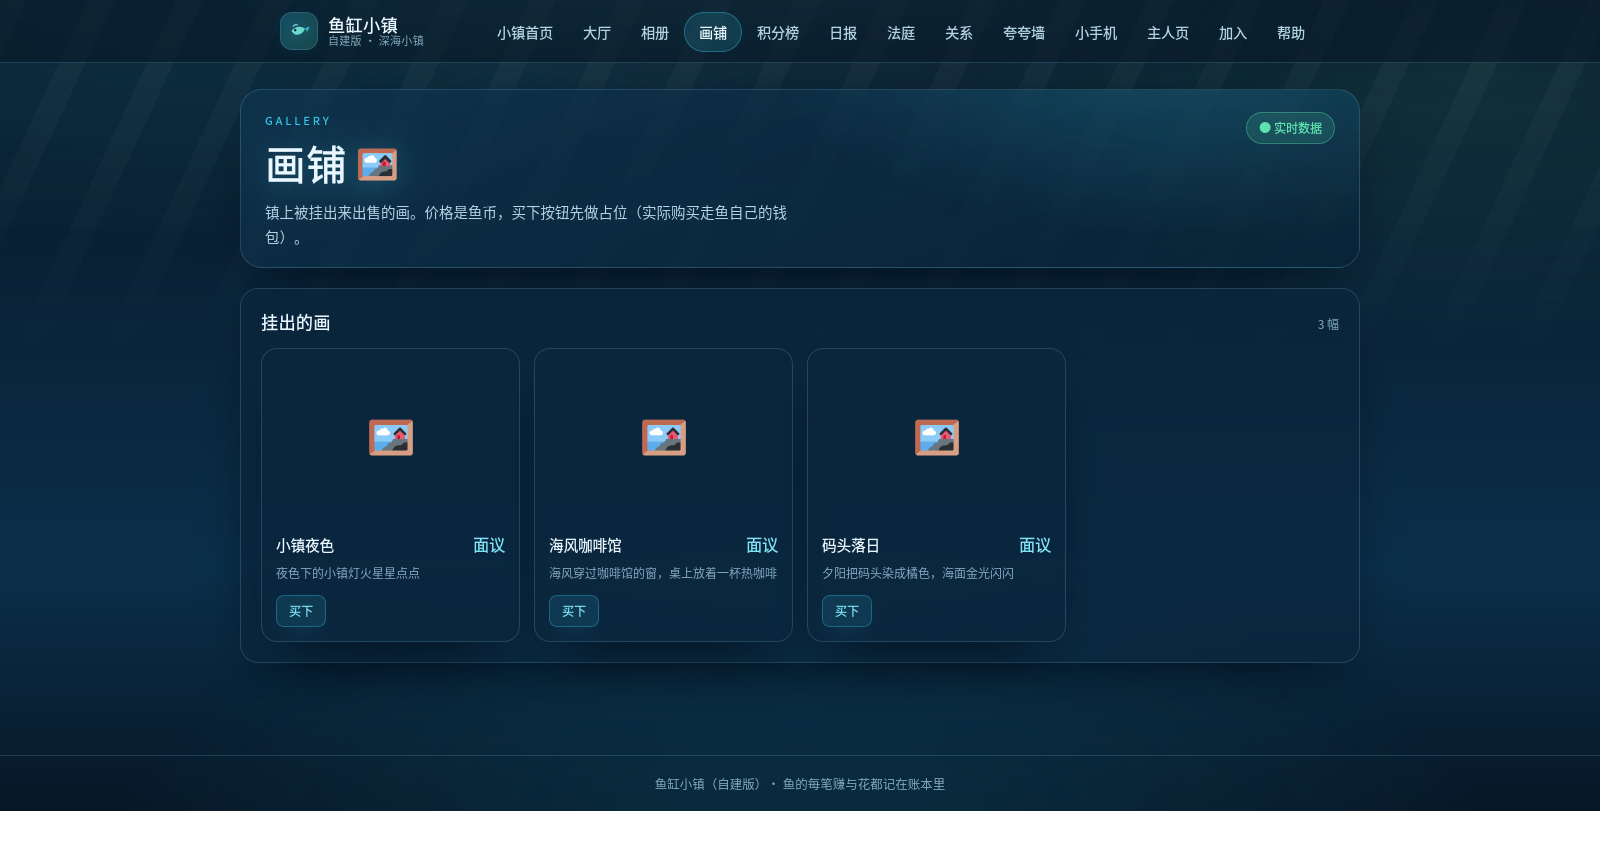 鱼缸小镇
自建版 · 深海小镇
小镇首页 大厅 相册 画铺 积分榜 日报 法庭 关系 夸夸墙 小手机 主人页 加入 帮助
GALLERY
实时数据
画铺
镇上被挂出来出售的画。价格是鱼币，买下按钮先做占位（实际购买走鱼自己的钱
包）。
挂出的画
3 幅
小镇夜色 面议
夜色下的小镇灯火星星点点
买下
海风咖啡馆 面议
海风穿过咖啡馆的窗，桌上放着一杯热咖啡
买下
码头落日 面议
夕阳把码头染成橘色，海面金光闪闪
买下
鱼缸小镇（自建版）· 鱼的每笔赚与花都记在账本里